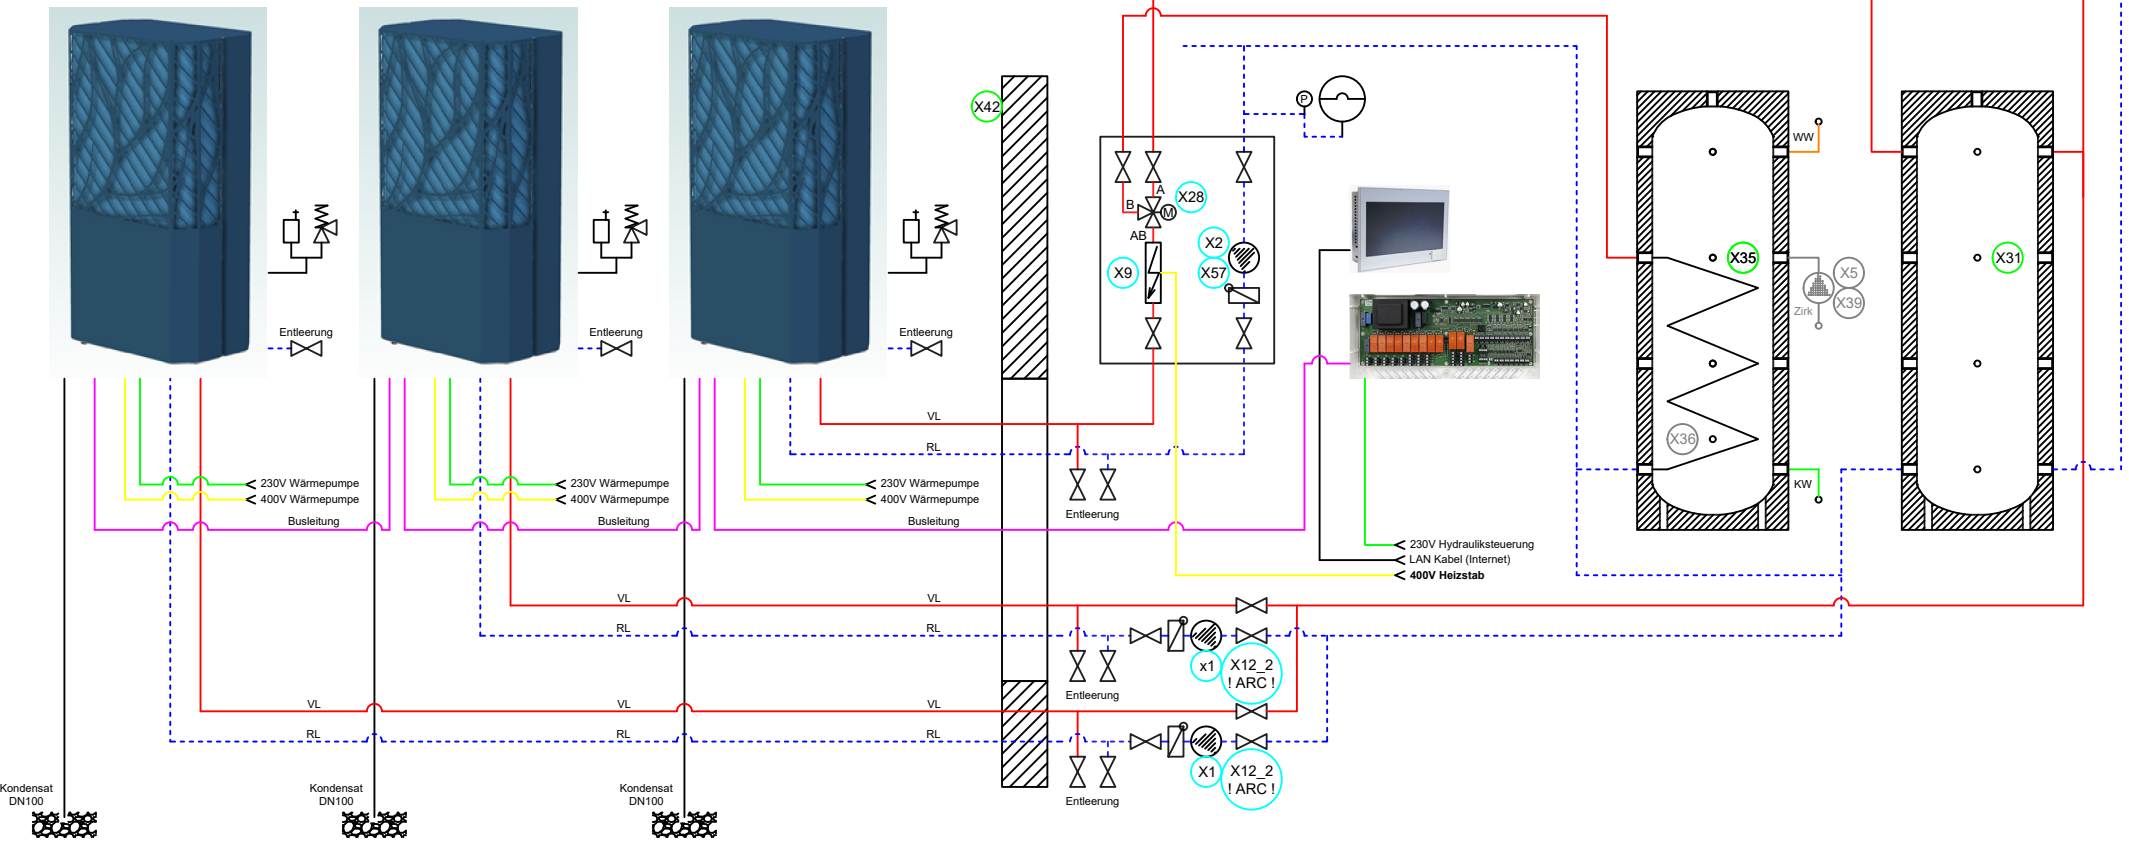 X42
P
WW
A
X28
B
M
AB
X2
X9
X57
X35
X31
X5
X39
Zirk
Entleerung
Entleerung
Entleerung
VL
X36
RL
230V Wärmepumpe
230V Wärmepumpe
230V Wärmepumpe
KW
400V Wärmepumpe
400V Wärmepumpe
400V Wärmepumpe
Entleerung
Busleitung
Busleitung
Busleitung
230V Hydrauliksteuerung
LAN Kabel (Internet)
400V Heizstab
VL
VL
RL
RL
x1
X12_2
! ARC !
Entleerung
VL
VL
VL
RL
RL
RL
X1
X12_2
! ARC !
Entleerung
Kondensat
DN100
Kondensat
DN100
Kondensat
DN100